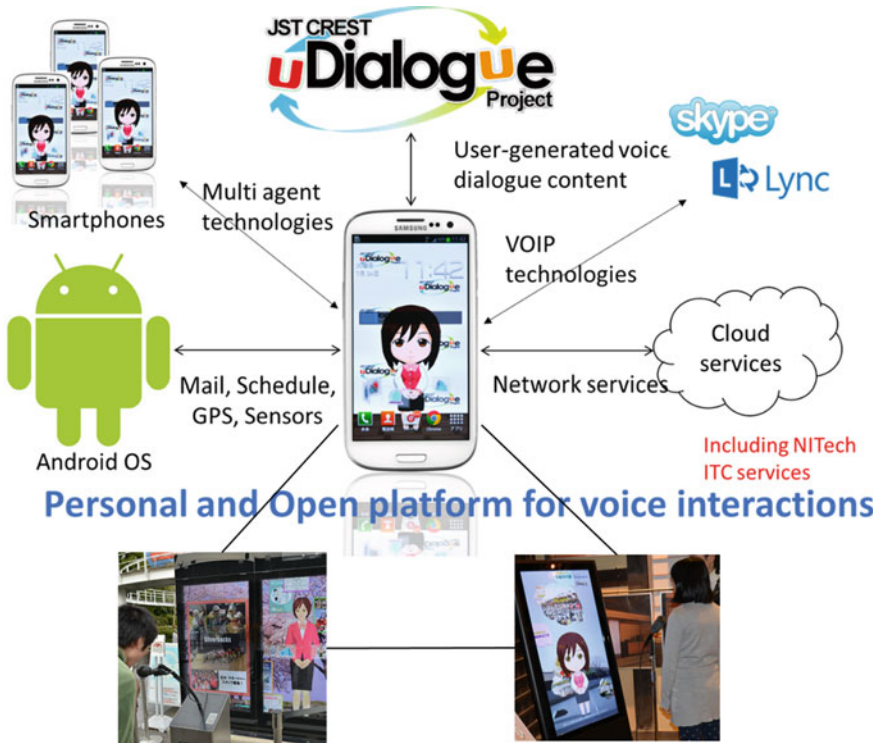 JST CREST
uDialogue
Project
skype
Lync
User-generated voice
dialogue content
Multi agent
technologies
Smartphones
SAMSUNG
VOIP
technologies
uDialogue
11:42
Cloud
services
Mail, Schedule,
GPS, Sensors
Network services
Android OS
Including NITech
ITC services
Personal and Open platform for voice interactions